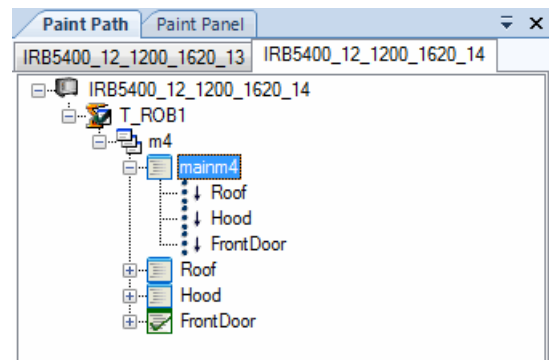 Paint Path Paint Panel
IRB5400_12_1200_1620_13 IRB5400_12_1200_1620_14
IRB5400_12_1200_1620_14
T_ROB1
m4
mainm4
Roof
Hood
FrontDoor
Roof
Hood
FrontDoor